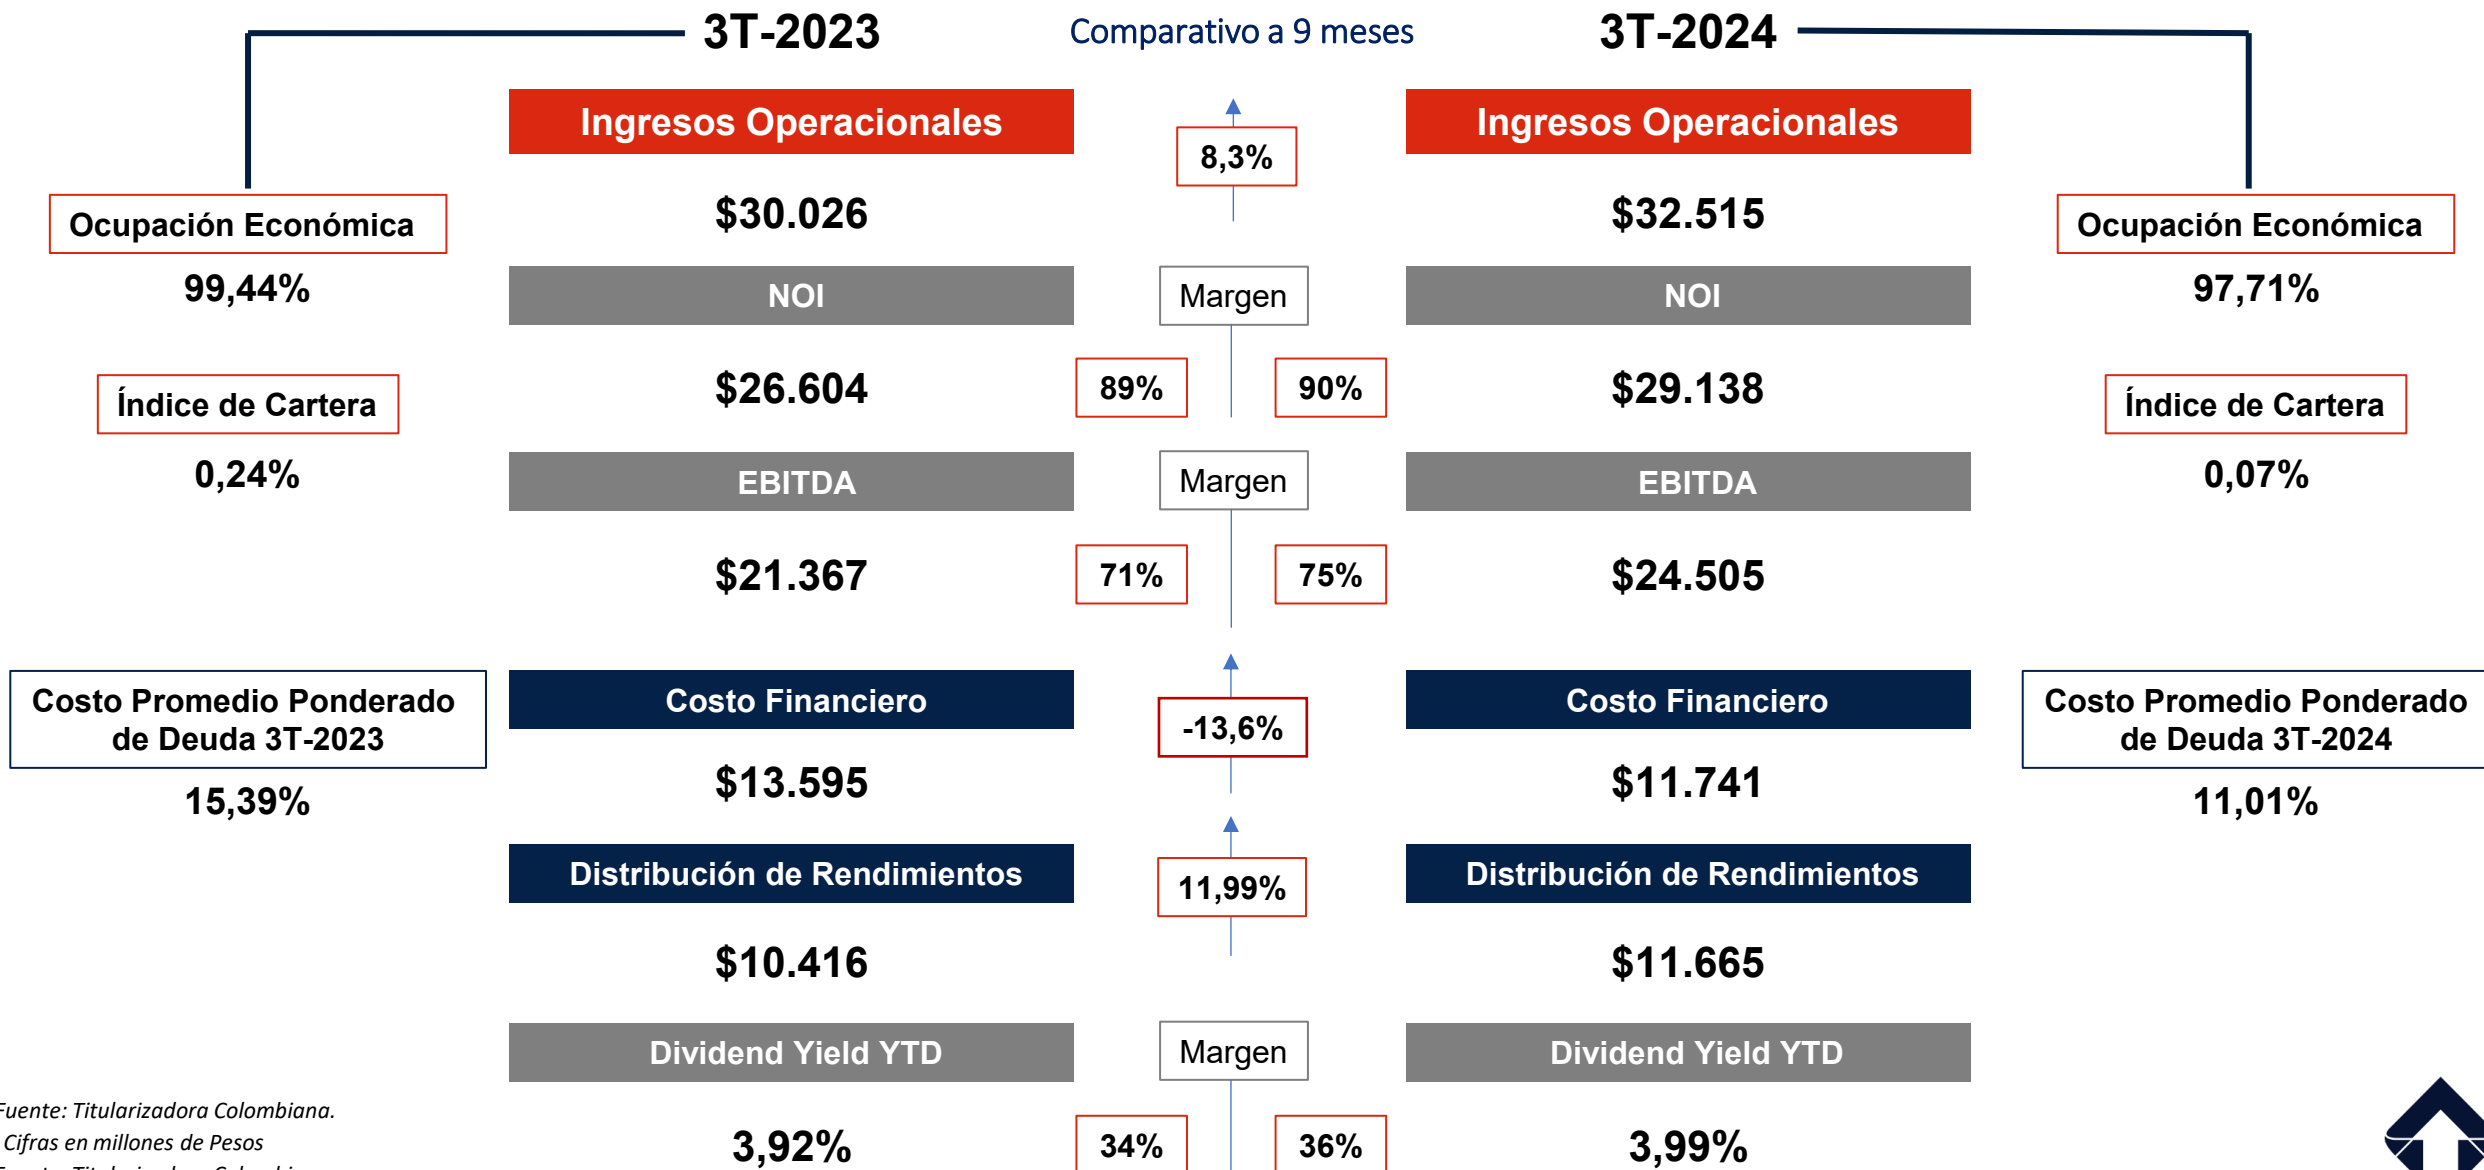 3T-2023
Comparativo a 9 meses
3T-2024
Ingresos Operacionales
8,3%
Ingresos Operacionales
Ocupación Económica
$30.026
$32.515
Ocupación Económica
99,44%
NOI
Margen
NOI
97,71%
Índice de Cartera
$26.604
89%
90%
$29.138
Índice de Cartera
0,24%
EBITDA
Margen
EBITDA
0,07%
$21.367
71%
75%
$24.505
Costo Promedio Ponderado
de Deuda 3T-2023
Costo Financiero
-13,6%
Costo Financiero
Costo Promedio Ponderado
de Deuda 3T-2024
15,39%
$13.595
$11.741
11,01%
Distribución de Rendimientos
11,99%
Distribución de Rendimientos
$10.416
$11.665
Dividend Yield YTD
Margen
Dividend Yield YTD
Fuente: Titularizadora Colombiana.
Cifras en millones de Pesos
3,92%
34%
36%
3,99%